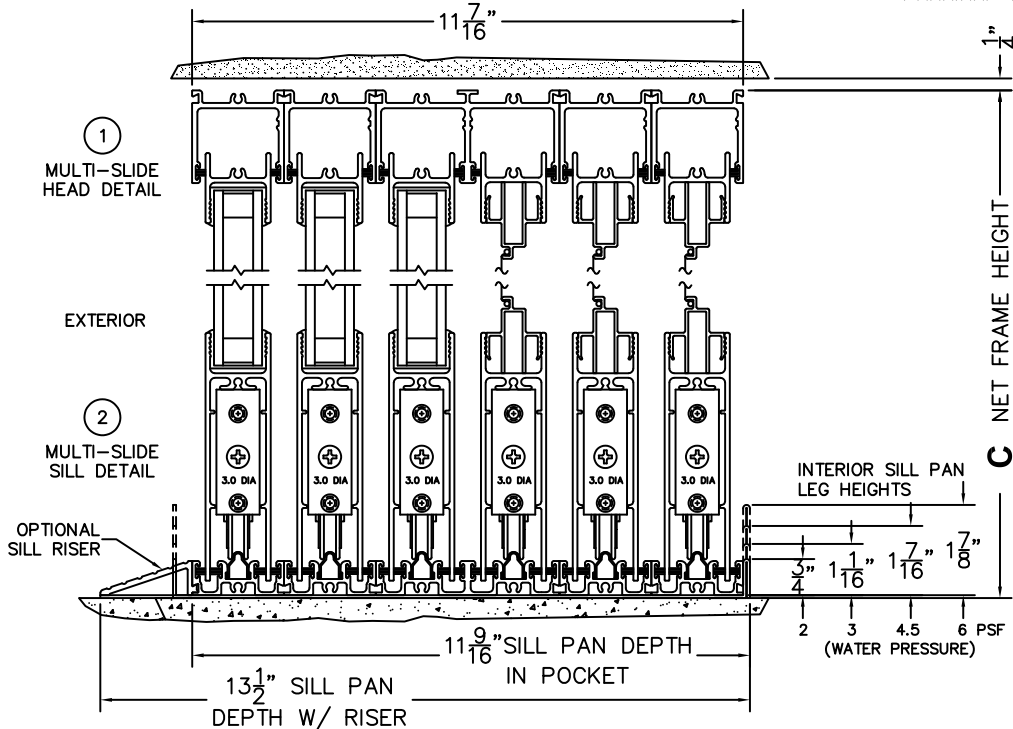 11 7/16"
1/4"
1
MULTI-SLIDE
HEAD DETAIL
EXTERIOR
NET FRAME HEIGHT
C
2
MULTI-SLIDE
SILL DETAIL
3.0 DIA
3.0 DIA
3.0 DIA
3.0 DIA
3.0 DIA
3.0 DIA
INTERIOR SILL PAN
LEG HEIGHTS
OPTIONAL
SILL RISER
3/4"
1 1/16"
1 7/16"
1 7/8"
2 3 4.5 6 PSF
(WATER PRESSURE)
11 9/16" SILL PAN DEPTH
IN POCKET
13 1/2" SILL PAN
DEPTH W/ RISER